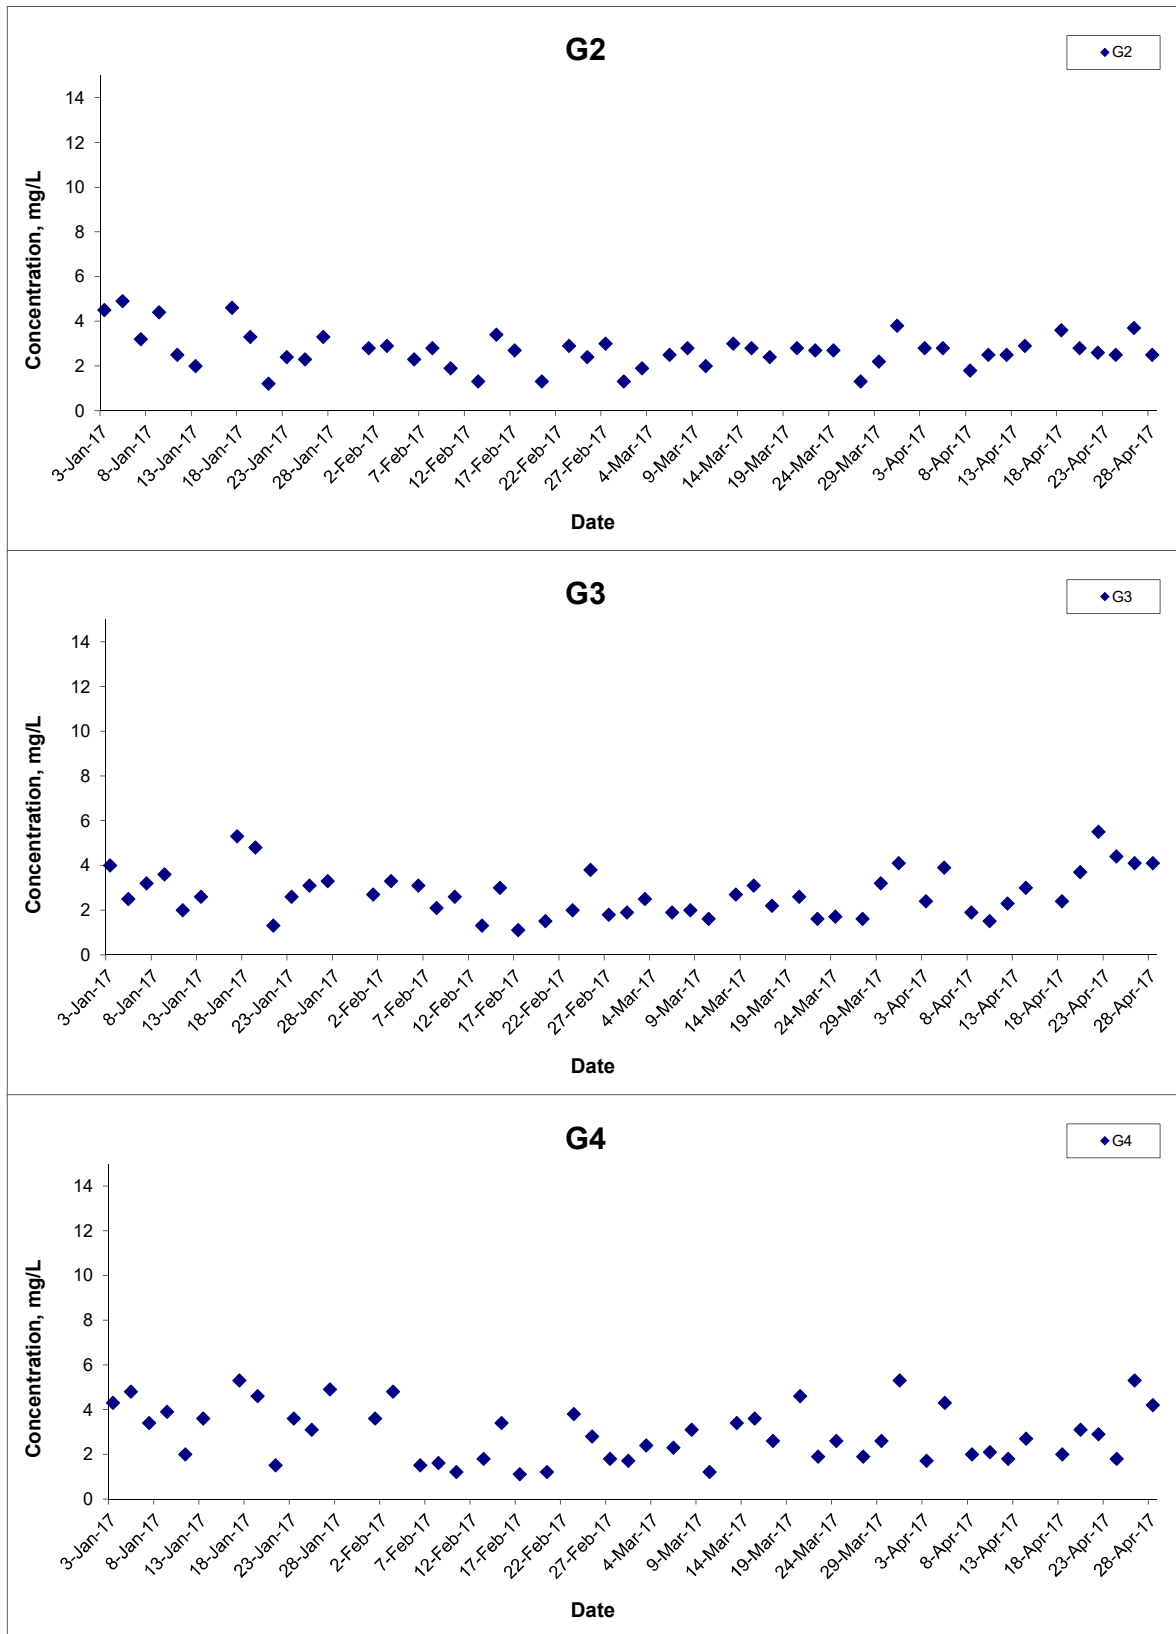 G2
G2
14
12
10
8
6
4
2
0
Concentration, mg/L
3-Jan-17
8-Jan-17
13-Jan-17
18-Jan-17
23-Jan-17
28-Jan-17
2-Feb-17
7-Feb-17
12-Feb-17
17-Feb-17
22-Feb-17
27-Feb-17
4-Mar-17
9-Mar-17
14-Mar-17
19-Mar-17
24-Mar-17
29-Mar-17
3-Apr-17
8-Apr-17
13-Apr-17
18-Apr-17
23-Apr-17
28-Apr-17
Date
G3
G3
14
12
10
8
6
4
2
0
Concentration, mg/L
3-Jan-17
8-Jan-17
13-Jan-17
18-Jan-17
23-Jan-17
28-Jan-17
2-Feb-17
7-Feb-17
12-Feb-17
17-Feb-17
22-Feb-17
27-Feb-17
4-Mar-17
9-Mar-17
14-Mar-17
19-Mar-17
24-Mar-17
29-Mar-17
3-Apr-17
8-Apr-17
13-Apr-17
18-Apr-17
23-Apr-17
28-Apr-17
Date
G4
G4
14
12
10
8
6
4
2
0
Concentration, mg/L
3-Jan-17
8-Jan-17
13-Jan-17
18-Jan-17
23-Jan-17
28-Jan-17
2-Feb-17
7-Feb-17
12-Feb-17
17-Feb-17
22-Feb-17
27-Feb-17
4-Mar-17
9-Mar-17
14-Mar-17
19-Mar-17
24-Mar-17
29-Mar-17
3-Apr-17
8-Apr-17
13-Apr-17
18-Apr-17
23-Apr-17
28-Apr-17
Date